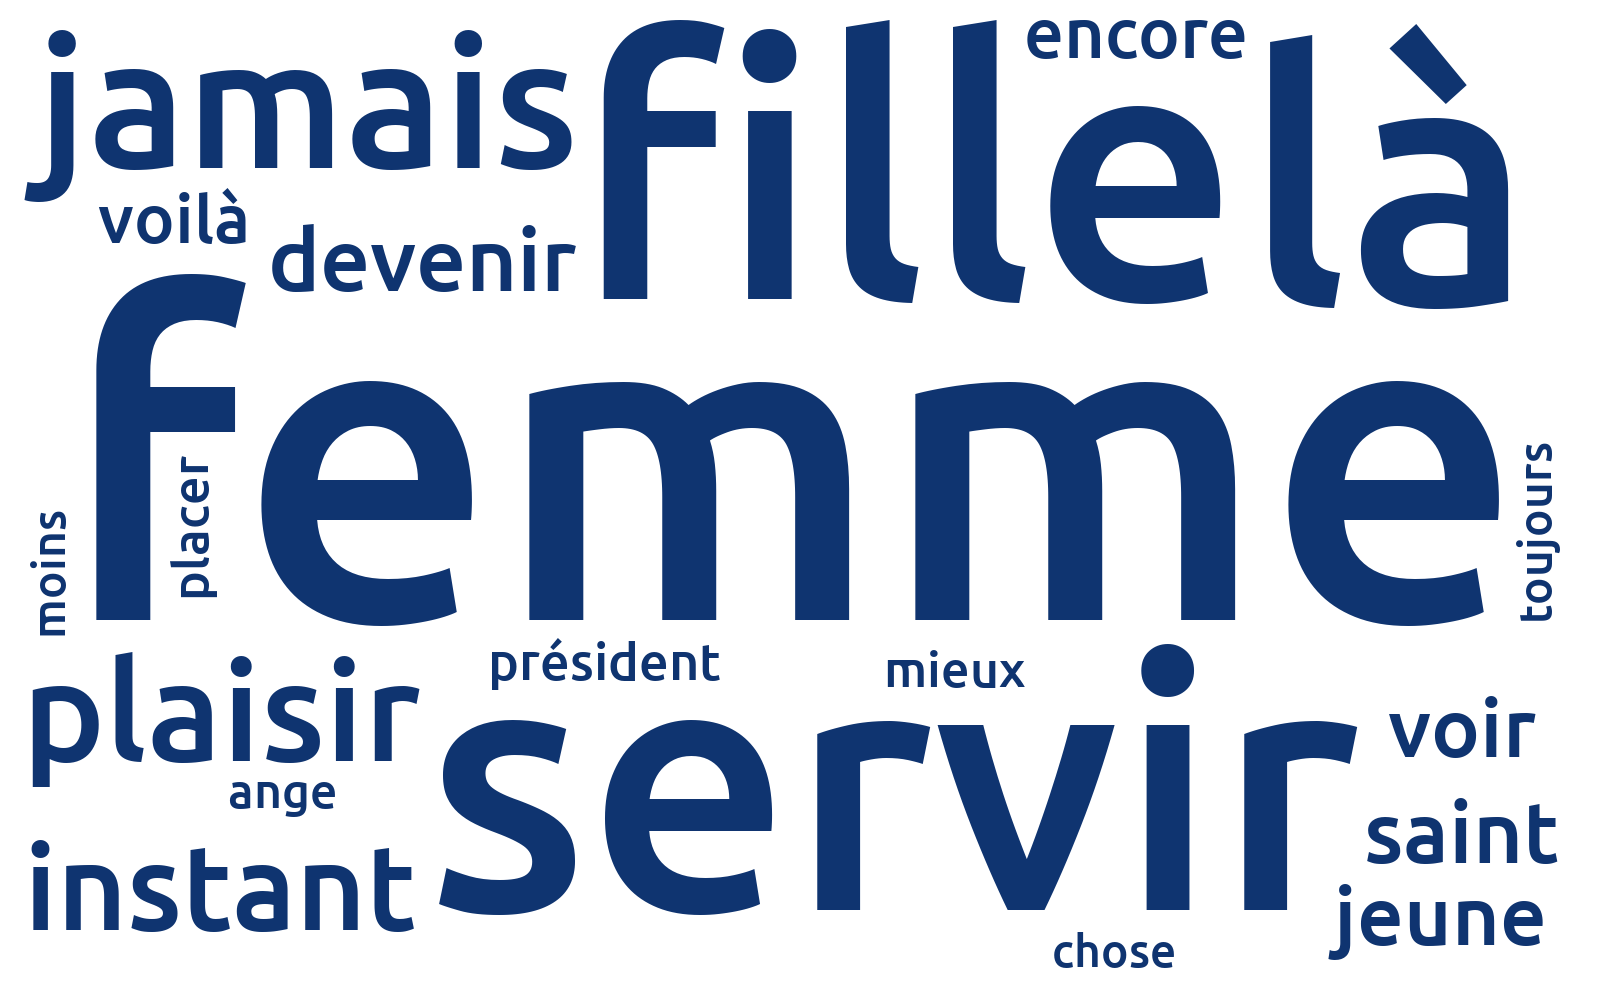 jamais
fille
encore
là
voilà
devenir
femme
placer
moins
toujours
président
mieux
plaisir
servir
voir
ange
saint
instant
jeune
chose